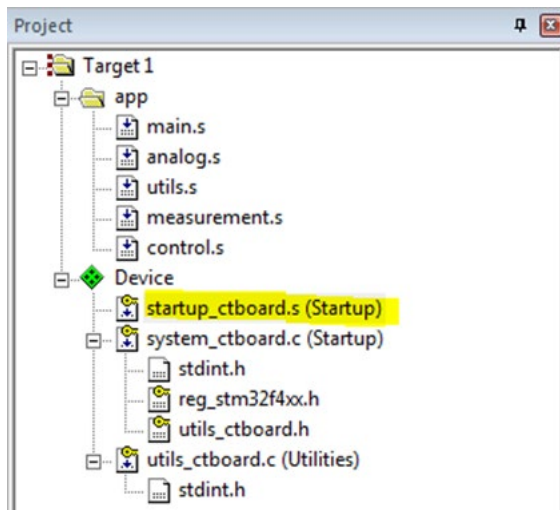 Project
Target 1
app
main.s
analog.s
utils.s
measurement.s
control.s
Device
startup_ctboard.s (Startup)
system_ctboard.c (Startup)
stdint.h
reg_stm32f4xx.h
utils_ctboard.h
utils_ctboard.c (Utilities)
stdint.h